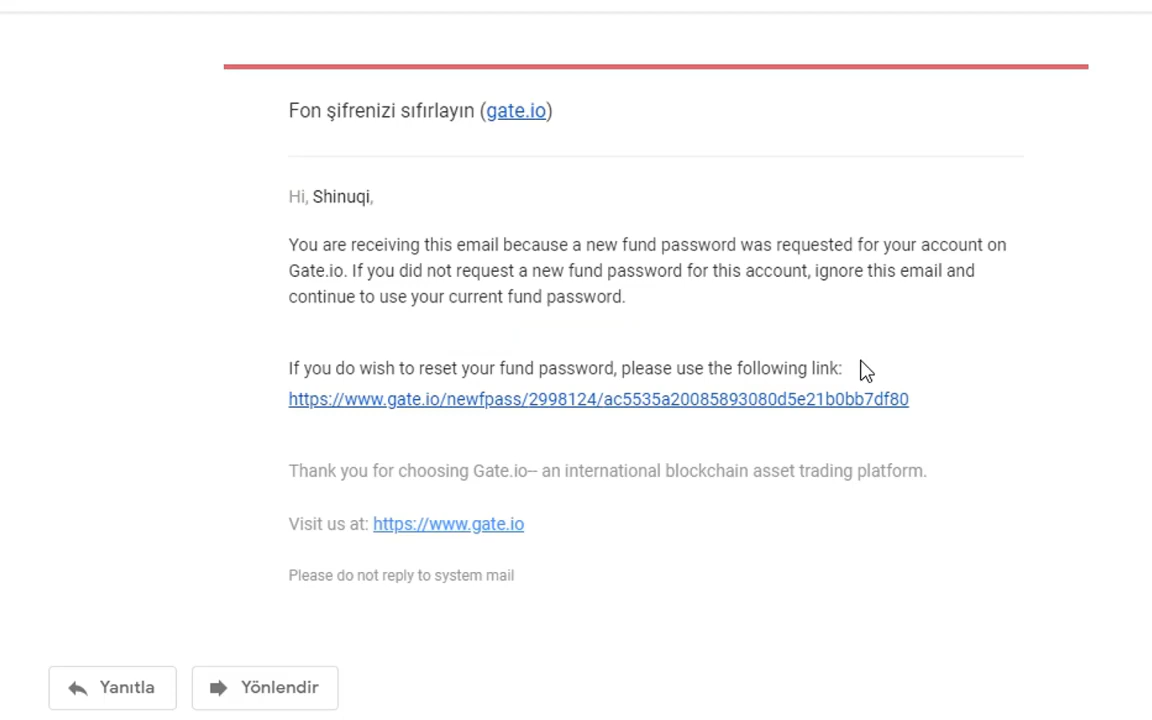 Fon şifrenizi sıfırlayın (gate.io)
Hi, Shinuqi,
You are receiving this email because a new fund password was requested for your account on
Gate.io. If you did not request a new fund password for this account, ignore this email and
continue to use your current fund password.
If you do wish to reset your fund password, please use the following link:
https://www.gate.io/newfpass/2998124/ac5535a20085893080d5e21b0bb7df80
Thank you for choosing Gate.io-- an international blockchain asset trading platform.
Visit us at: https://www.gate.io
Please do not reply to system mail
Yanıtla
Yönlendir